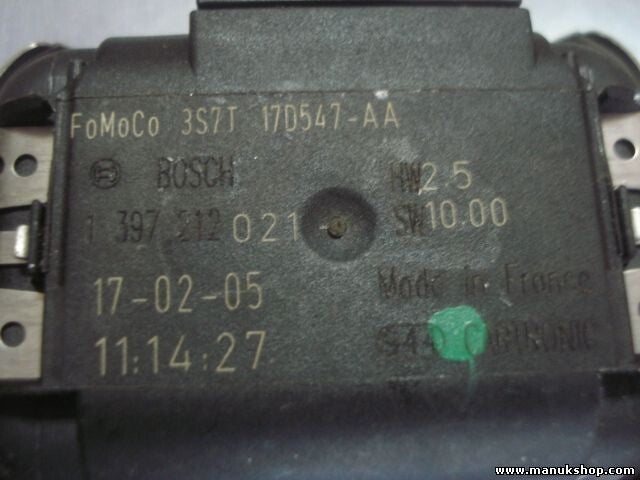 FoMoCo 3S7T 17D547-AA
BOSCH HW2.5
1 397 212 021 SW10.00
17-02-05 Made in France
11:14:27
www.manukshop.com